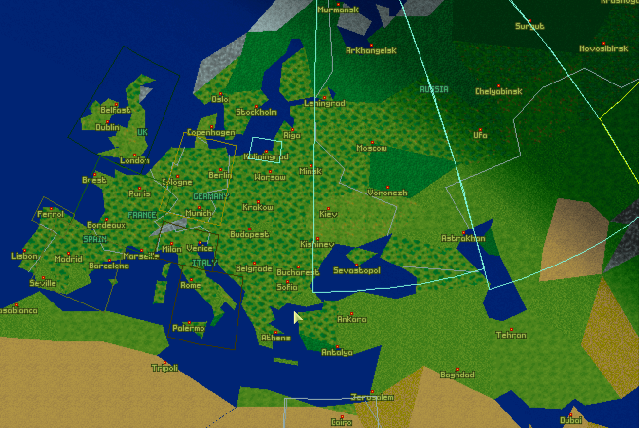 Murmansk
Krasnoya
Surgut
Novosibirsk
Arkhangelsk
RUSSIA
Chelyabinsk
Oslo
Leningrad
Belfast
Stockholm
Dublin
UK
Copenhagen
Riga
Ufa
London
Moscow
Brest
Cologne
Berlin
Warsaw
Minsk
Paris
GERMANY
Voronezh
Ferrol
FRANCE
Munich
Krakow
Kiev
Bordeaux
SPAIN
Budapest
Astrakhan
Lisbon
Madrid
Marseille
Milan
Venice
Kishinev
Barcelona
ITALY
Belgrade
Bucharest
Sevastopol
Seville
Rome
Sofia
asablanca
Palermo
Ankara
Athens
Tehran
Antalya
Tripoli
Baghdad
Jerusalem
Cairo
Dubai